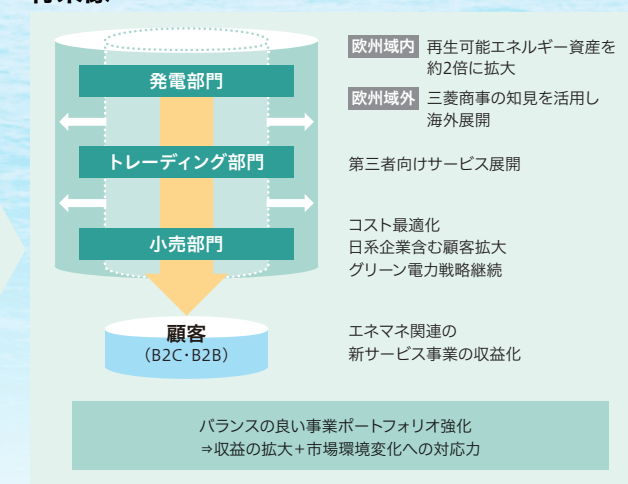 発電部門
欧州域内 再生可能エネルギー資産を
約2倍に拡大
欧州域外 三菱商事の知見を活用し
海外展開
トレーディング部門
第三者向けサービス展開
小売部門
コスト最適化
日系企業含む顧客拡大
グリーン電力戦略継続
顧客
（B2C・B2B）
エネマネ関連の
新サービス事業の収益化
バランスの良い事業ポートフォリオ強化
⇒収益の拡大+市場環境変化への対応力